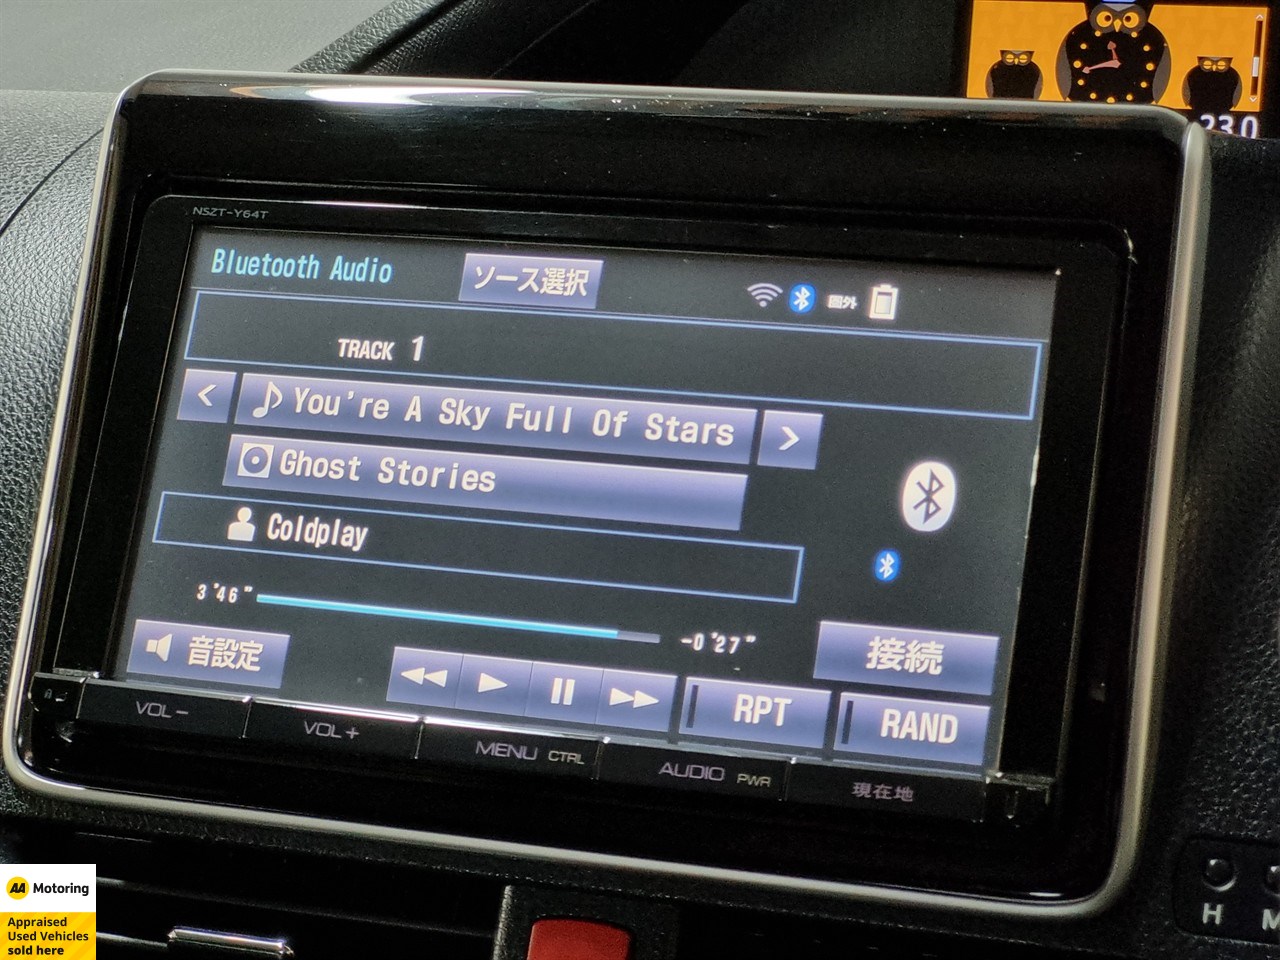 23.0
NSZT-Y64T
Bluetooth Audio
ソース選択
圏外
TRACK 1
<
You're A Sky Full Of Stars
>
Ghost Stories
Coldplay
3'46"
-0'27"
音設定
接続
RPT
RAND
VOL-
VOL+
MENU CTRL
AUDIO PWR
現在地
H
M
AA Motoring
Appraised
Used Vehicles
sold here